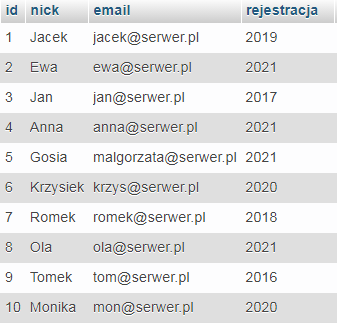 id nick email rejestracja
1 Jacek jacek@serwer.pl 2019
2 Ewa ewa@serwer.pl 2021
3 Jan jan@serwer.pl 2017
4 Anna anna@serwer.pl 2021
5 Gosia malgorzata@serwer.pl 2021
6 Krzysiek krzys@serwer.pl 2020
7 Romek romek@serwer.pl 2018
8 Ola ola@serwer.pl 2021
9 Tomek tom@serwer.pl 2016
10 Monika mon@serwer.pl 2020